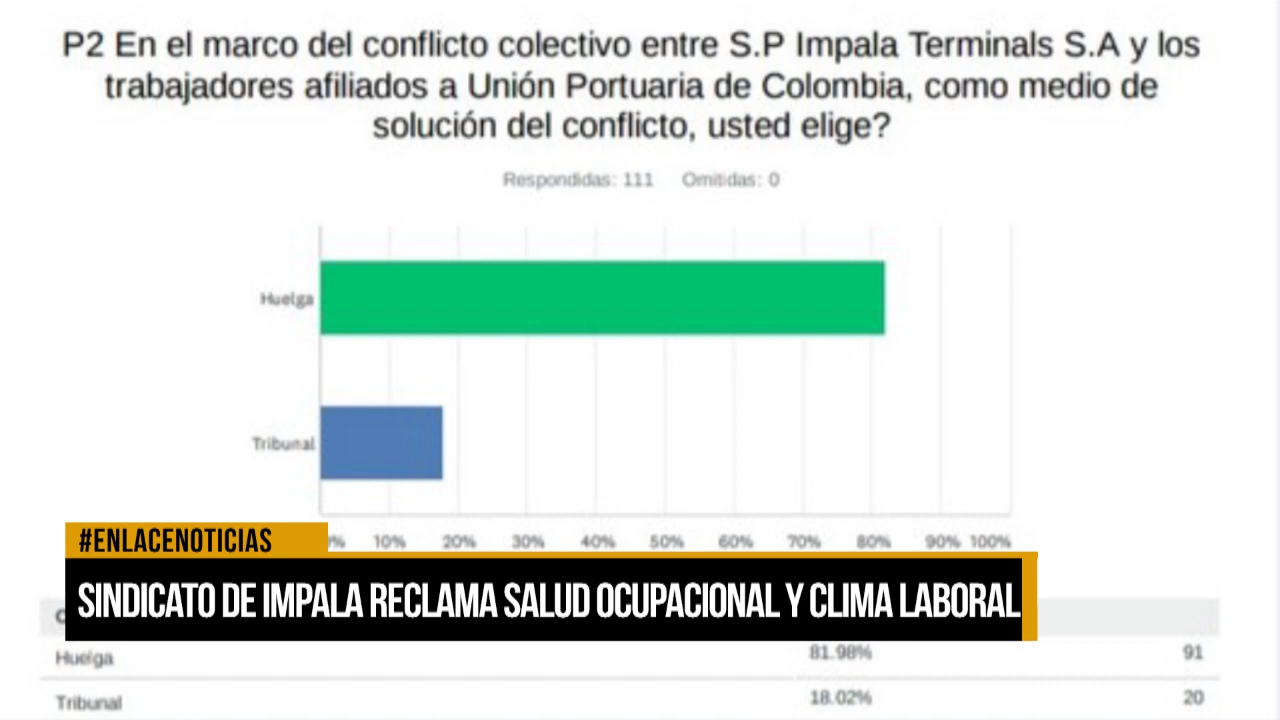 P2 En el marco del conflicto colectivo entre S.P Impala Terminals S.A y los
trabajadores afiliados a Unión Portuaria de Colombia, como medio de
solución del conflicto, usted elige?
Respondidas: 111 Omitidas: 0
Huelga
Tribunal
10% 20% 30% 40% 50% 60% 70% 80% 90% 100%
#ENLACENOTICIAS
SINDICATO DE IMPALA RECLAMA SALUD OCUPACIONAL Y CLIMA LABORAL
Huelga 81.98% 91
Tribunal 18.02% 20